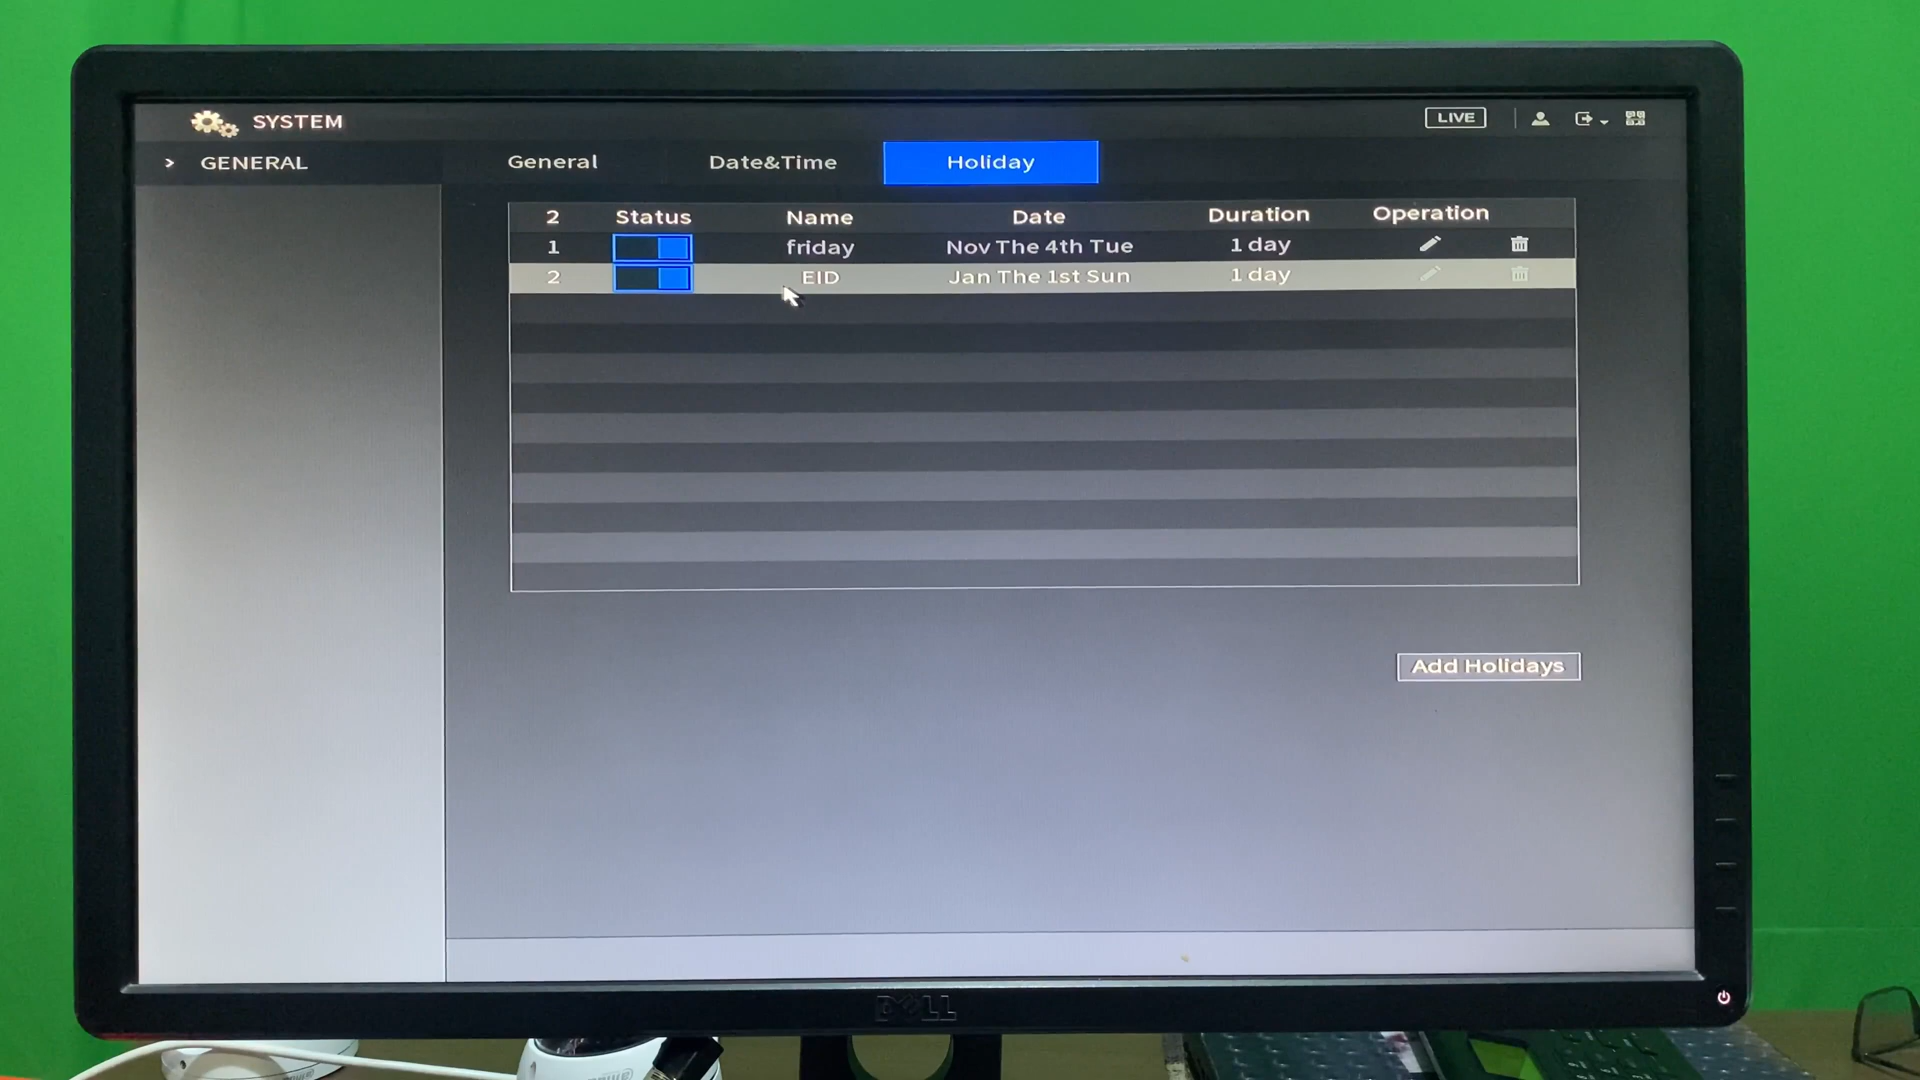 SYSTEM
LIVE
> GENERAL
General Date&Time Holiday
2 Status Name Date Duration Operation
1 friday Nov The 4th Tue 1 day
2 EID Jan The 1st Sun 1 day
Add Holidays
DELL